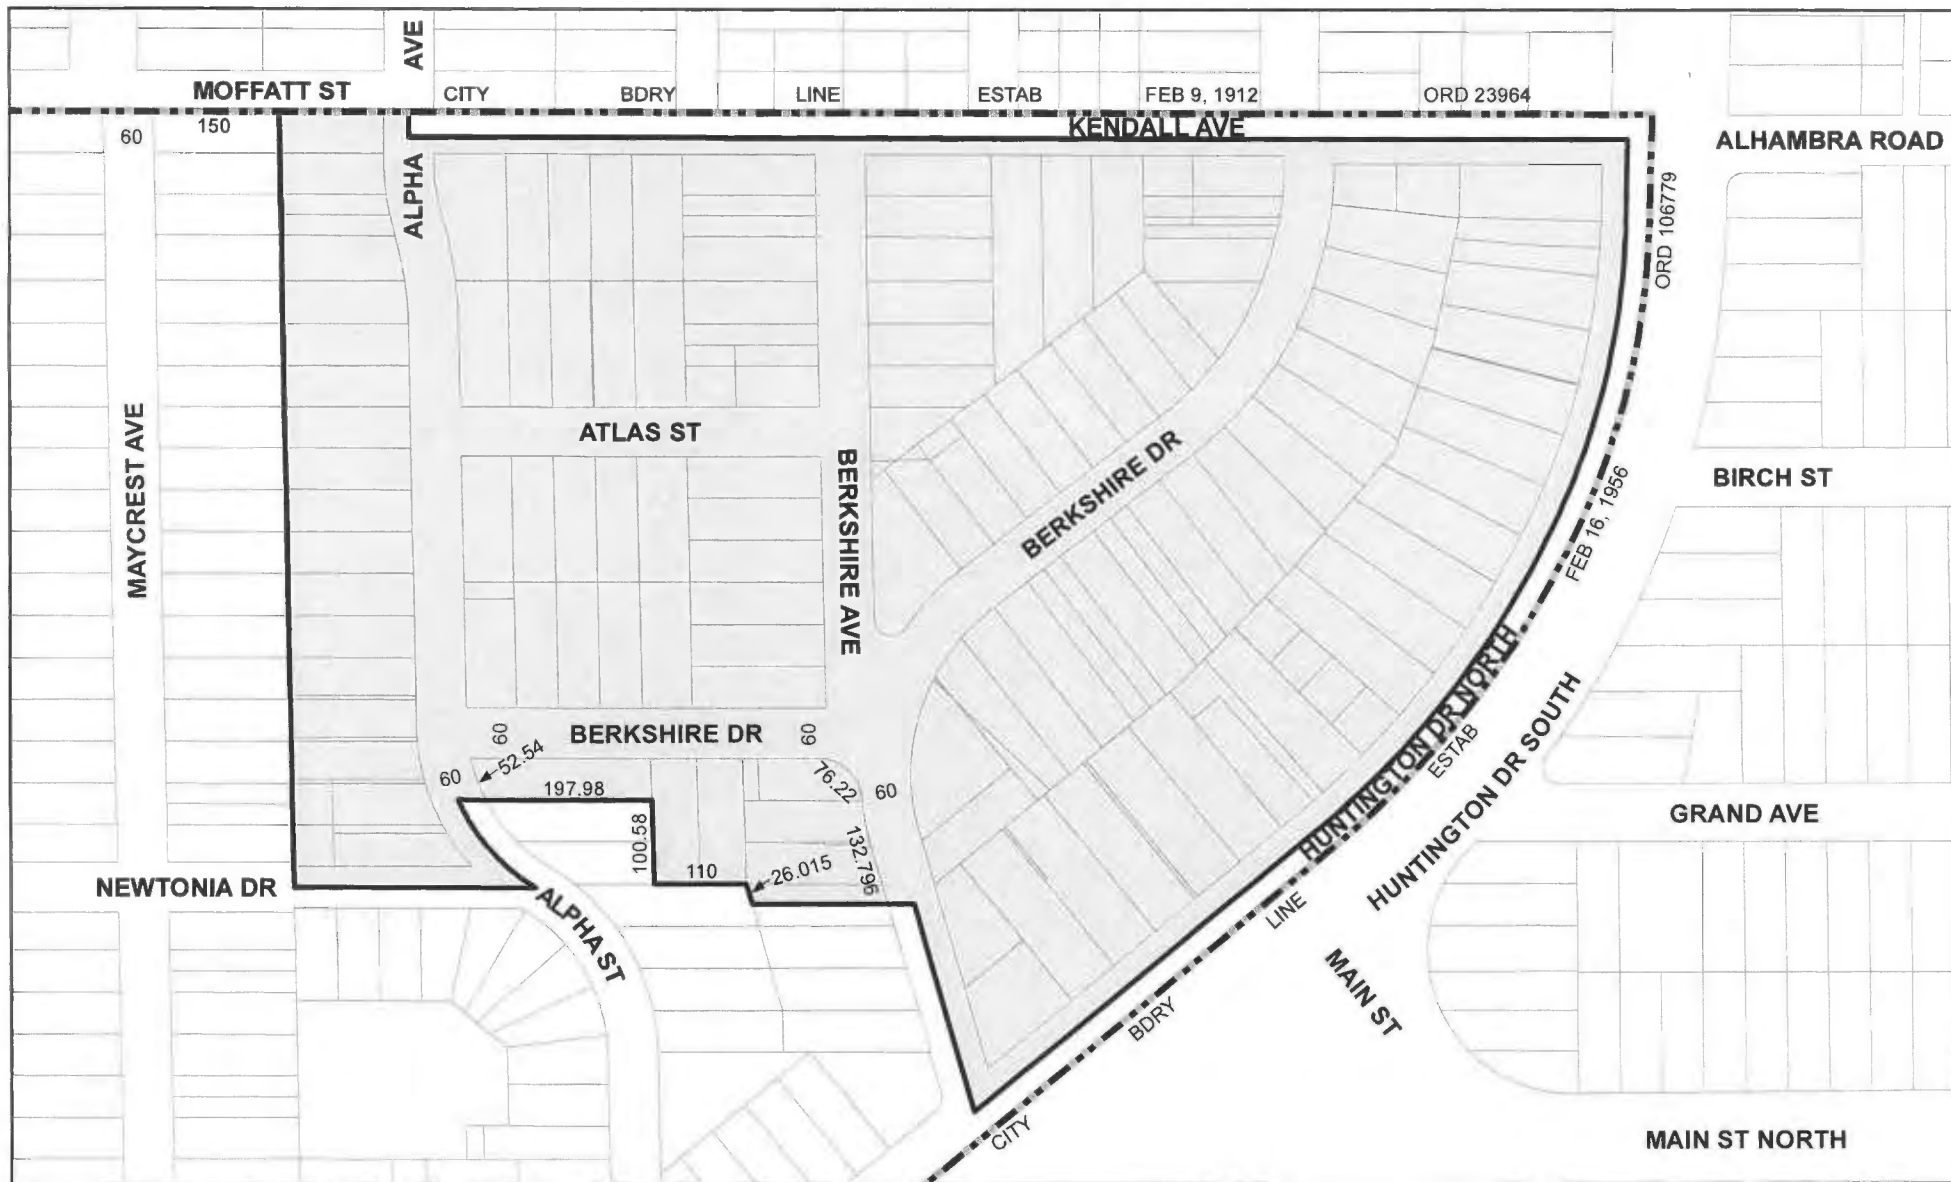 AVE
MOFFATT ST
CITY BDRY LINE ESTAB FEB 9, 1912 ORD 23964
60
150
KENDALL AVE
ALHAMBRA ROAD
ALPHA
ORD 106779
MAYCREST AVE
ATLAS ST
BERKSHIRE AVE
BERKSHIRE DR
BIRCH ST
FEB 16, 1956
HUNTINGTON DR NORTH
ESTAB
HUNTINGTON DR SOUTH
60
BERKSHIRE DR
60
52.54
60
197.98
76.22
60
GRAND AVE
100.58
110
26.015
132.796
NEWTONIA DR
ALPHA ST
LINE
MAIN ST
BDRY
CITY
MAIN ST NORTH